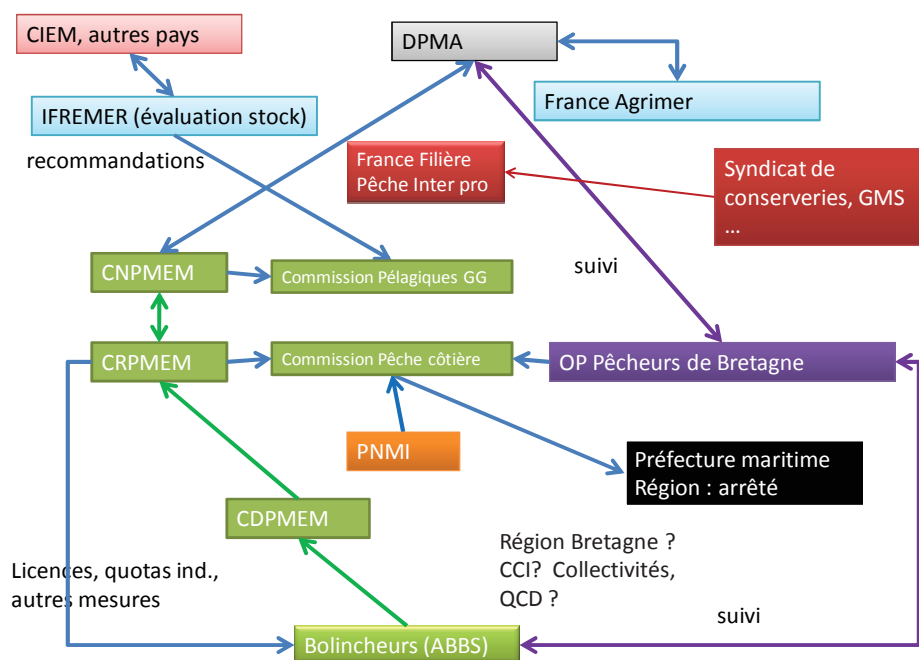 CIEM, autres pays
DPMA
IFREMER (évaluation stock)
France Agrimer
recommandations
France Filière
Pêche Inter pro
Syndicat de
conserveries, GMS
...
CNPMEM
Commission Pélagiques GG
suivi
CRPMEM
Commission Pêche côtière
OP Pêcheurs de Bretagne
PNMI
Préfecture maritime
Région : arrêté
CDPMEM
Région Bretagne ?
CCI? Collectivités,
QCD ?
Licences, quotas ind.,
autres mesures
suivi
Bolincheurs (ABBS)